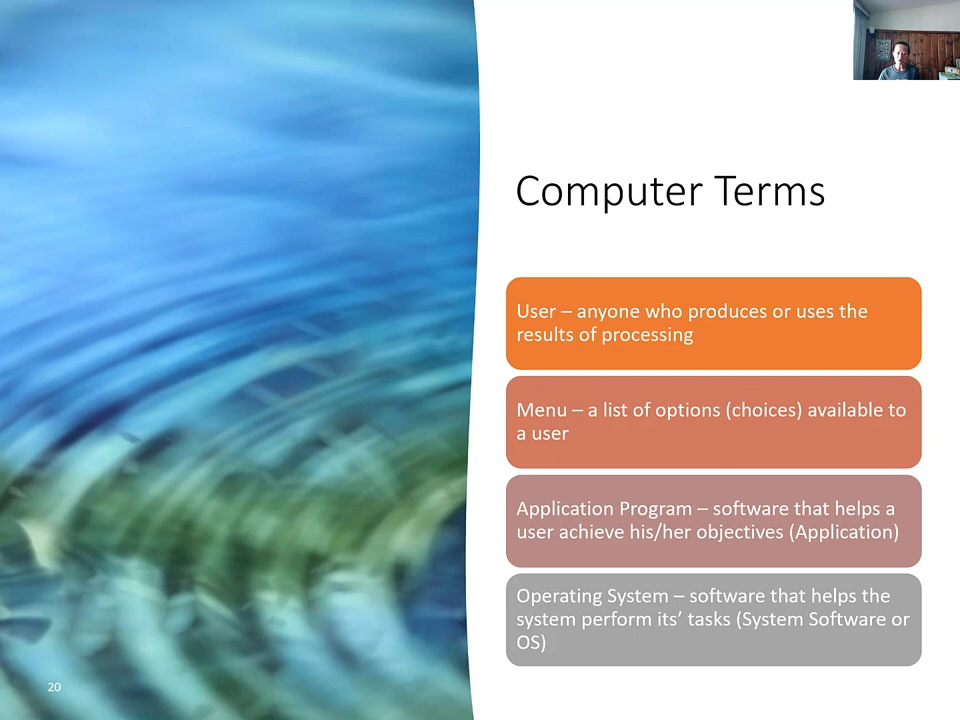 Computer Terms
User – anyone who produces or uses the
results of processing
Menu – a list of options (choices) available to
a user
Application Program – software that helps a
user achieve his/her objectives (Application)
Operating System – software that helps the
system perform its’ tasks (System Software or
OS)
20